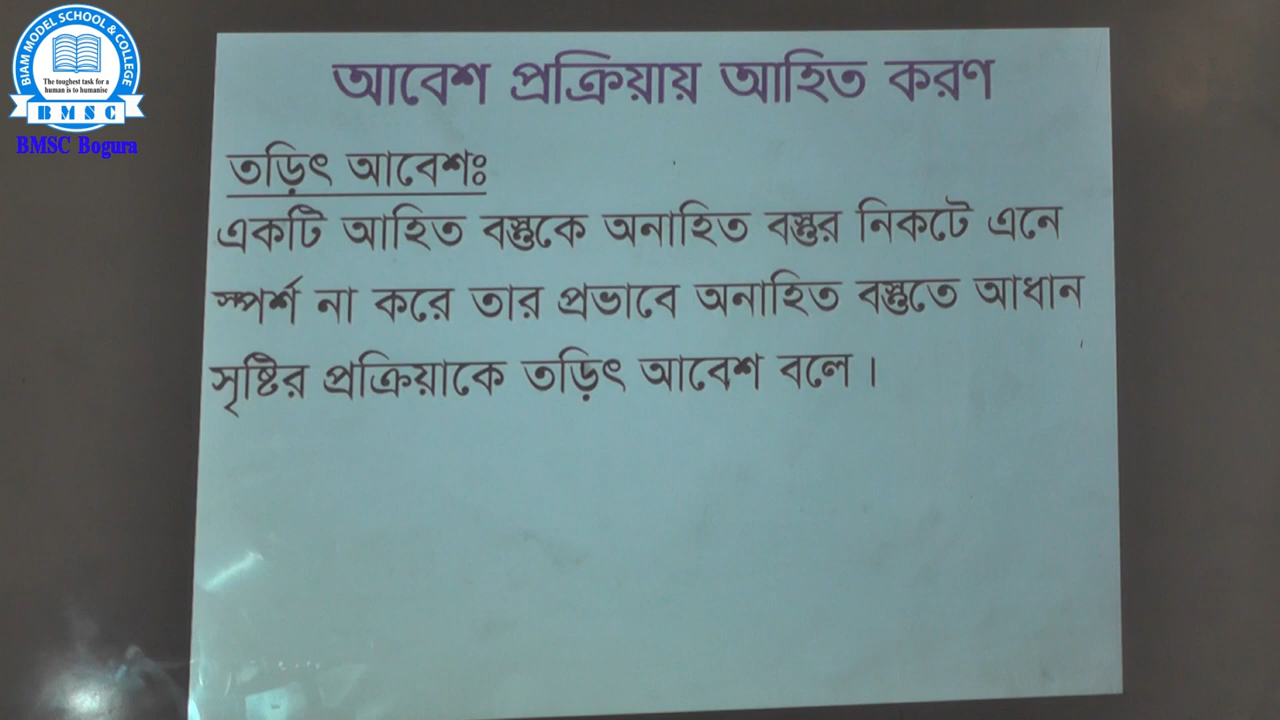 BIAM MODEL SCHOOL & COLLEGE
The toughest task for a
human is to humanise
B M S C
BMSC Bogura
আবেশ প্রক্রিয়ায় আহিত করণ
তড়িৎ আবেশঃ
একটি আহিত বস্তুকে অনাহিত বস্তুর নিকটে এনে
স্পর্শ না করে তার প্রভাবে অনাহিত বস্তুতে আধান
সৃষ্টির প্রক্রিয়াকে তড়িৎ আবেশ বলে ।